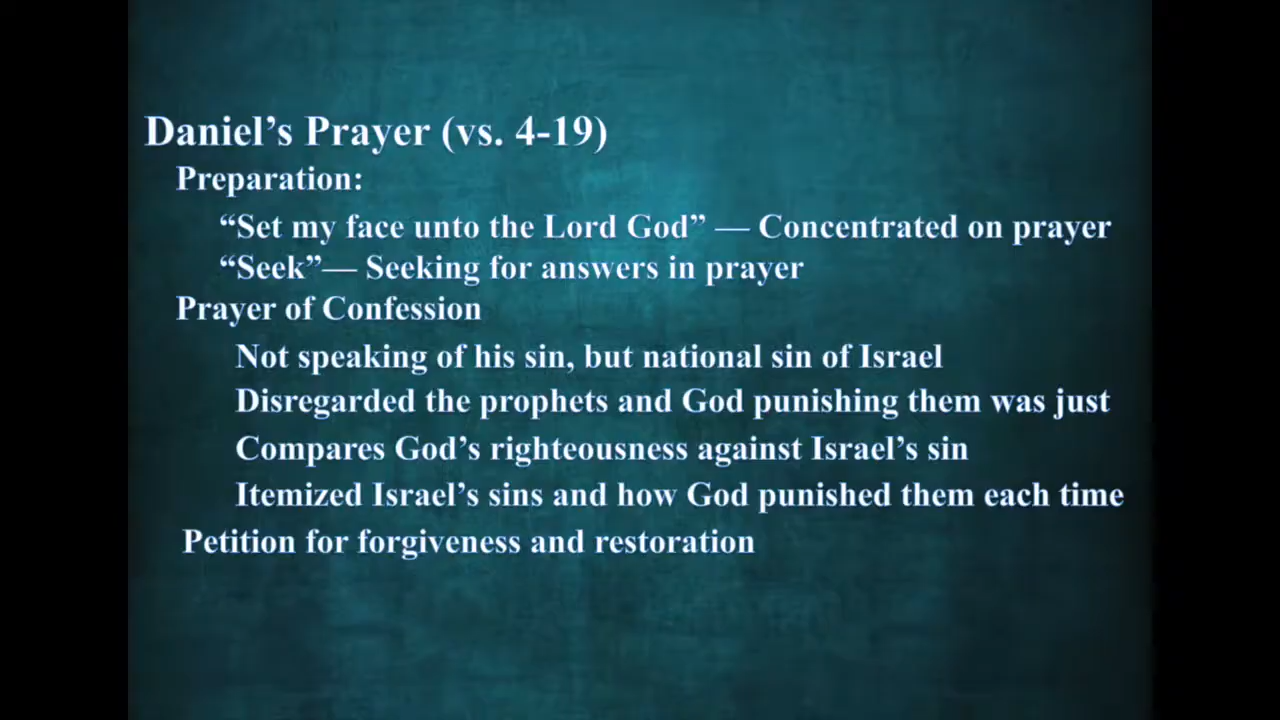 Daniel’s Prayer (vs. 4-19)
Preparation:
“Set my face unto the Lord God” — Concentrated on prayer
“Seek”— Seeking for answers in prayer
Prayer of Confession
Not speaking of his sin, but national sin of Israel
Disregarded the prophets and God punishing them was just
Compares God’s righteousness against Israel’s sin
Itemized Israel’s sins and how God punished them each time
Petition for forgiveness and restoration